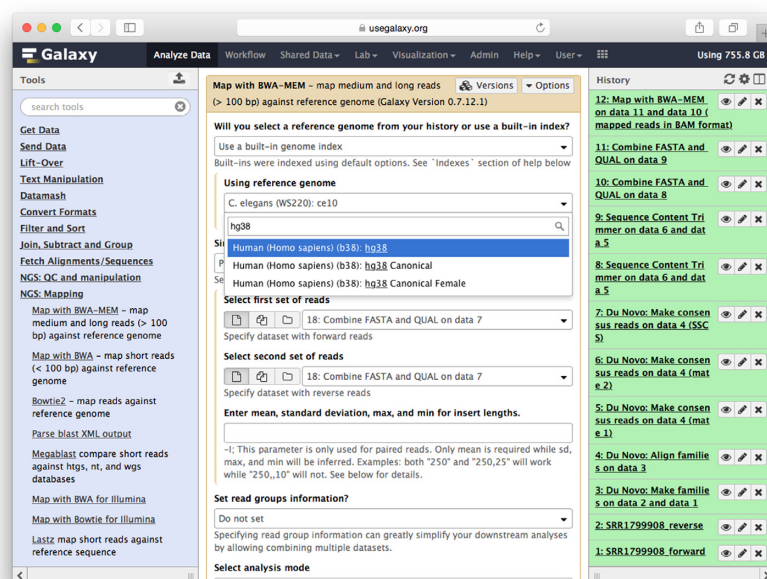 usegalaxy.org
Galaxy
Analyze Data Workflow Shared Data Lab Visualization Admin Help User
Using 755.8 GB
Tools
search tools
Get Data
Send Data
Lift-Over
Text Manipulation
Datamash
Convert Formats
Filter and Sort
Join, Subtract and Group
Fetch Alignments/Sequences
NGS: QC and manipulation
NGS: Mapping
Map with BWA-MEM – map
medium and long reads (> 100
bp) against reference genome
Map with BWA – map short reads
(< 100 bp) against reference
genome
Bowtie2 – map reads against
reference genome
Parse blast XML output
Megablast compare short reads
against htgs, nt, and wgs
databases
Map with BWA for Illumina
Map with Bowtie for Illumina
Lastz map short reads against
reference sequence
Map with BWA-MEM – map medium and long reads
(> 100 bp) against reference genome (Galaxy Version 0.7.12.1)
Versions
Options
Will you select a reference genome from your history or use a built-in index?
Use a built-in genome index
Built-ins were indexed using default options. See `Indexes` section of help below
Using reference genome
C. elegans (WS220): ce10
hg38
Human (Homo sapiens) (b38): hg38
Human (Homo sapiens) (b38): hg38 Canonical
Human (Homo sapiens) (b38): hg38 Canonical Female
Select first set of reads
18: Combine FASTA and QUAL on data 7
Specify dataset with forward reads
Select second set of reads
18: Combine FASTA and QUAL on data 7
Specify dataset with reverse reads
Enter mean, standard deviation, max, and min for insert lengths.
-I; This parameter is only used for paired reads. Only mean is required while sd,
max, and min will be inferred. Examples: both "250" and "250,25" will work
while "250,,10" will not. See below for details.
Set read groups information?
Do not set
Specifying read group information can greatly simplify your downstream analyses
by allowing combining multiple datasets.
Select analysis mode
History
12: Map with BWA-MEM
on data 11 and data 10 (
mapped reads in BAM format)
11: Combine FASTA and
QUAL on data 9
10: Combine FASTA and
QUAL on data 8
9: Sequence Content Tri
mmer on data 6 and dat
a 5
8: Sequence Content Tri
mmer on data 6 and dat
a 5
7: Du Novo: Make consen
sus reads on data 4 (SSC
S)
6: Du Novo: Make consen
sus reads on data 4 (mat
e 2)
5: Du Novo: Make consen
sus reads on data 4 (mat
e 1)
4: Du Novo: Align familie
s on data 3
3: Du Novo: Make familie
s on data 2 and data 1
2: SRR1799908_reverse
1: SRR1799908_forward